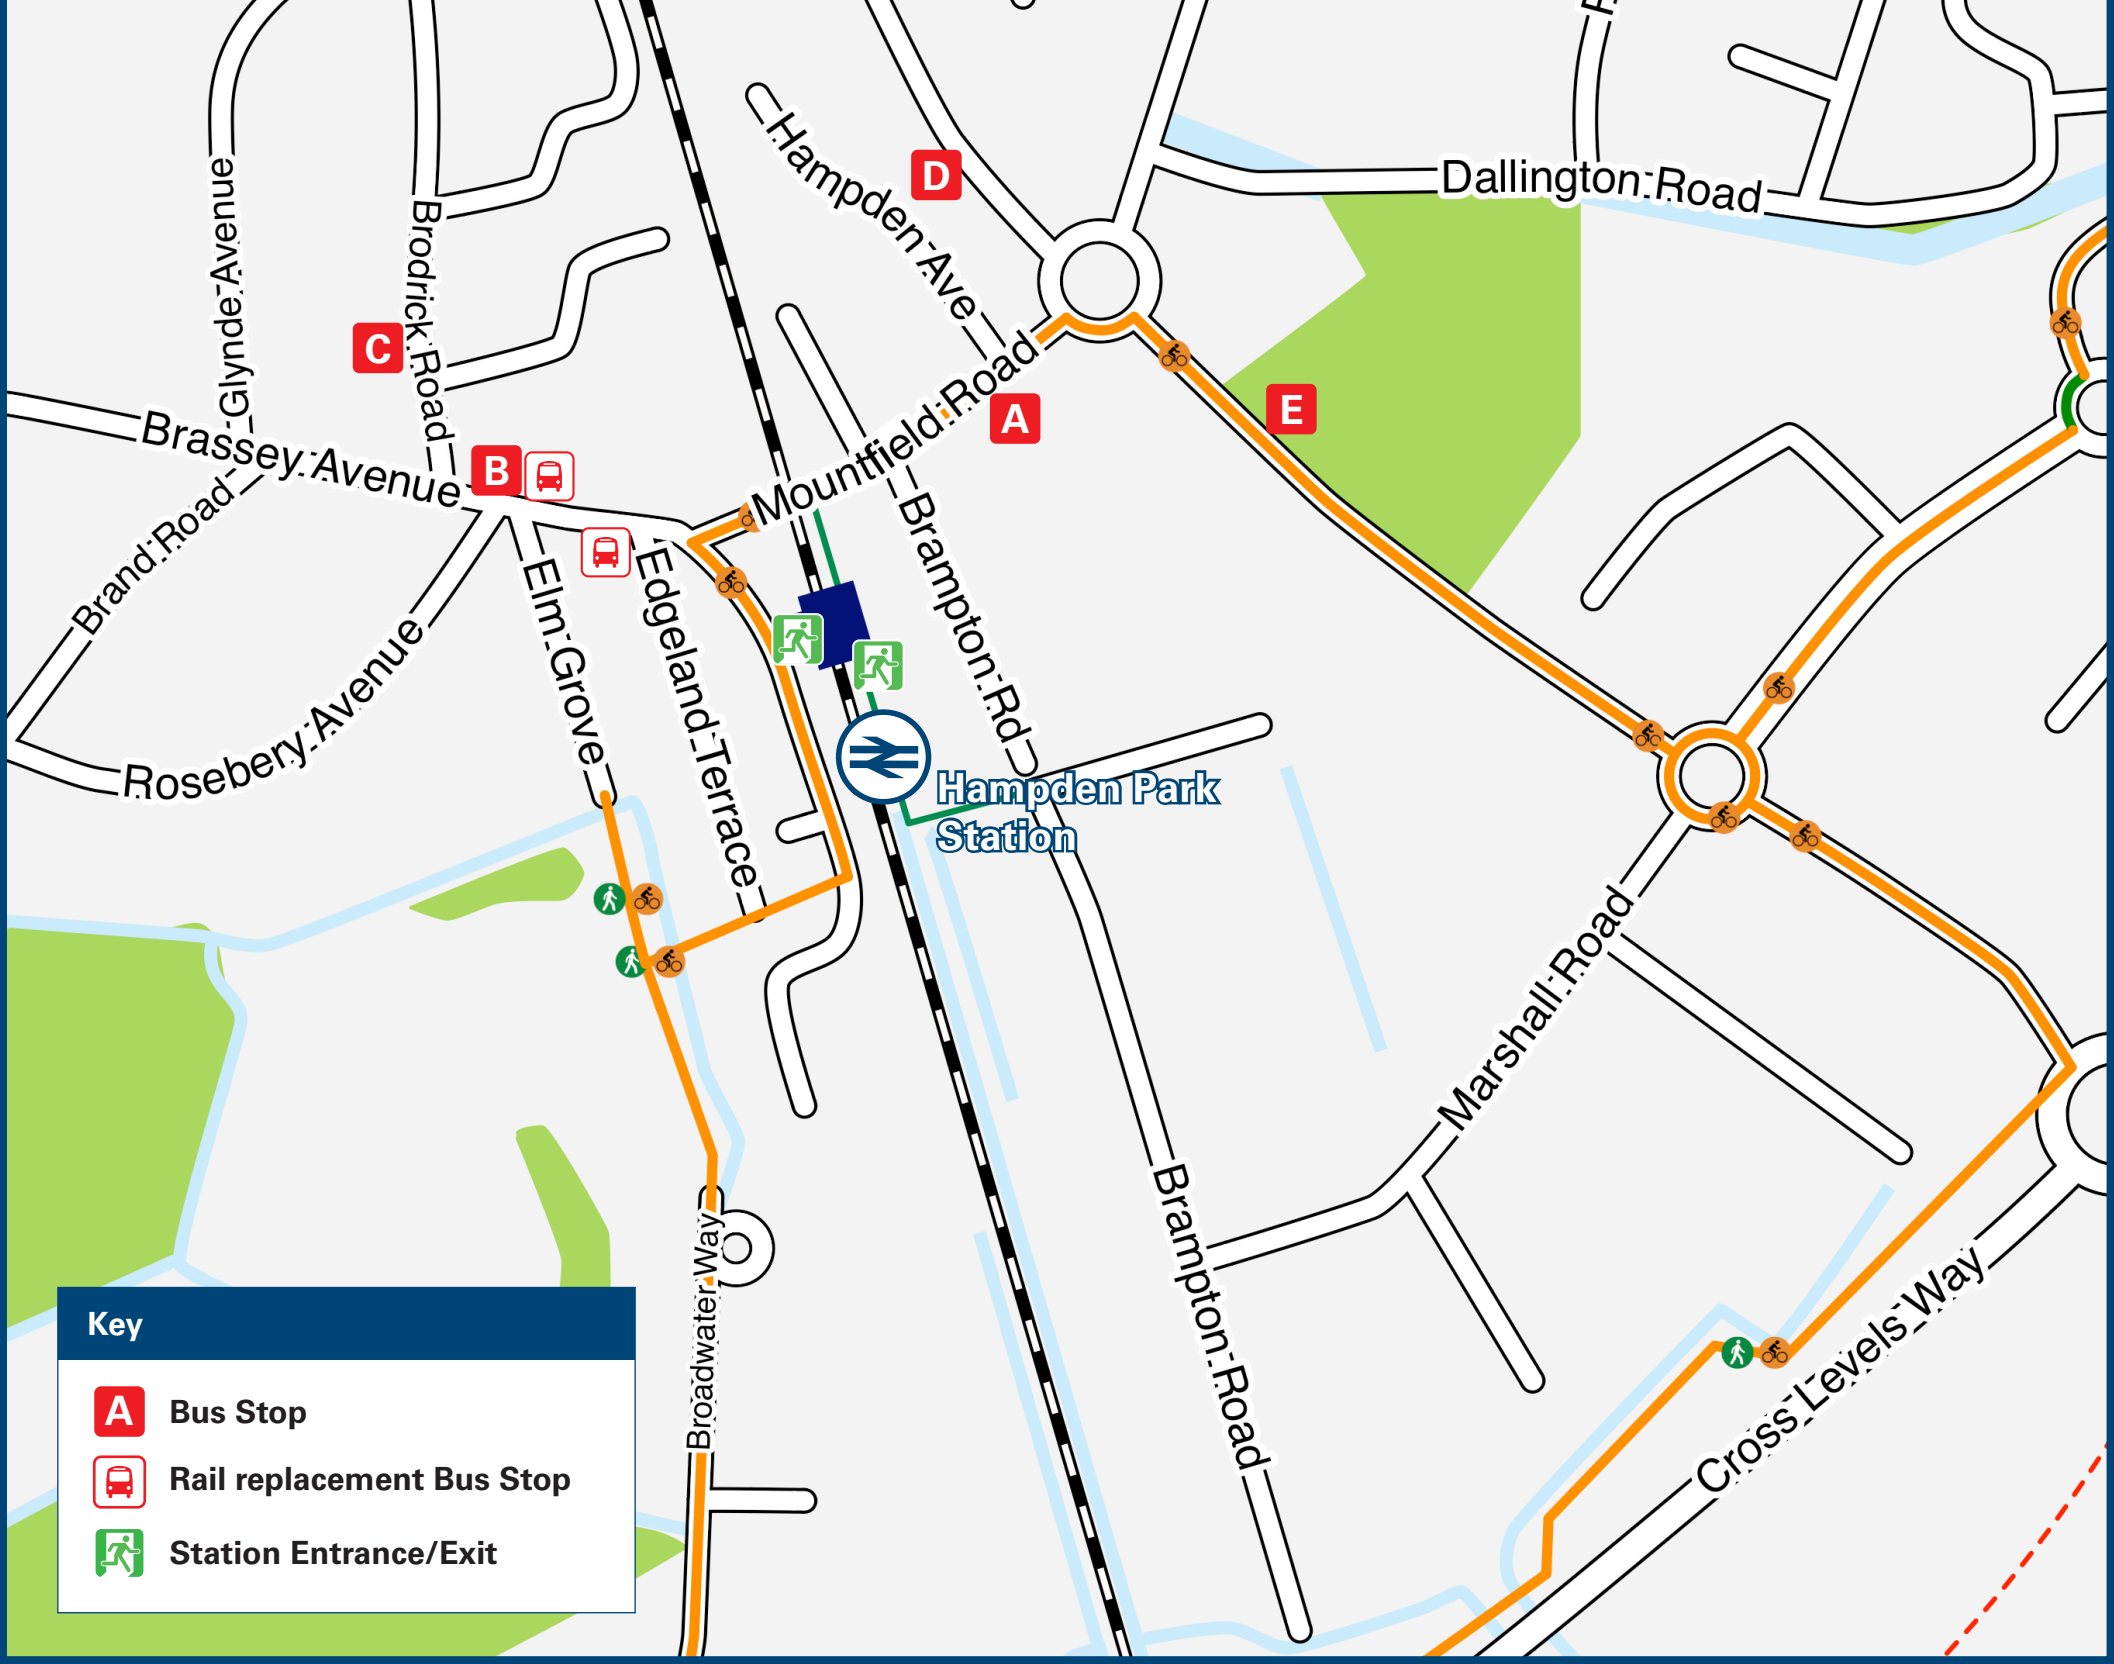 D
Hampden Ave
Dallington Road
Glynde Avenue
Brodrick Road
C
A
E
Brassey Avenue
B
Mountfield Road
Brand Road
Elm Grove
Edgeland Terrace
Brampton Rd
Rosebery Avenue
Hampden Park
Station
Marshall Road
Brampton Road
Broadwater Way
Cross Levels Way
Key
A Bus Stop
Rail replacement Bus Stop
Station Entrance/Exit